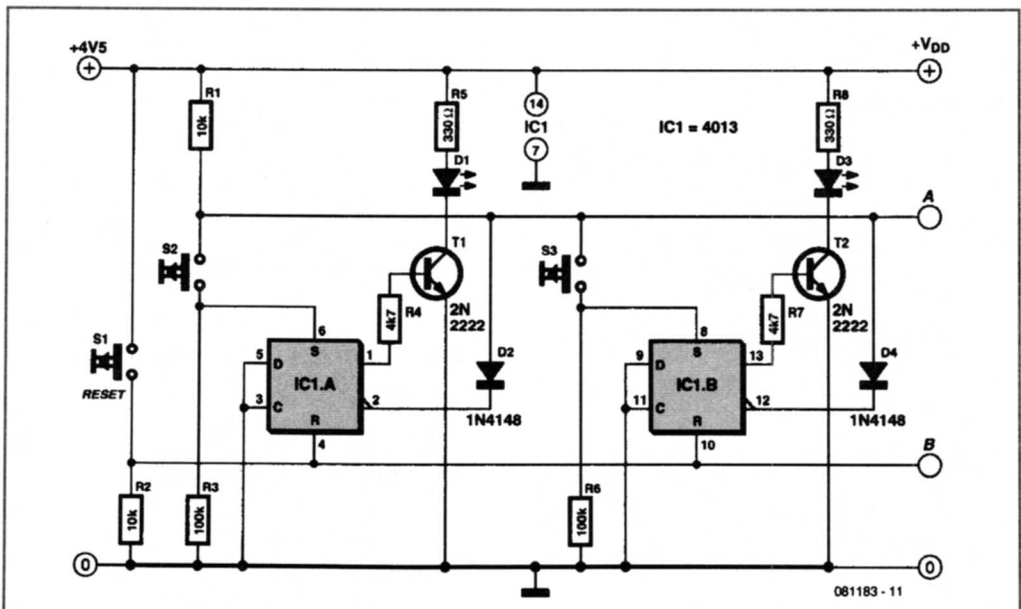 +4V5
+VDD
R1
10k
R5
330Ω
14
IC1
7
IC1 = 4013
R8
330Ω
D1
D3
A
S2
T1
S3
T2
2N
2222
R4
4k7
2N
2222
R7
4k7
S1
RESET
6
S
5
D
1
IC1.A
3
C
2
R
4
D2
1N4148
8
S
9
D
13
IC1.B
11
C
12
R
10
D4
1N4148
B
R2
10k
R3
100k
R6
100k
0
0
081183 - 11